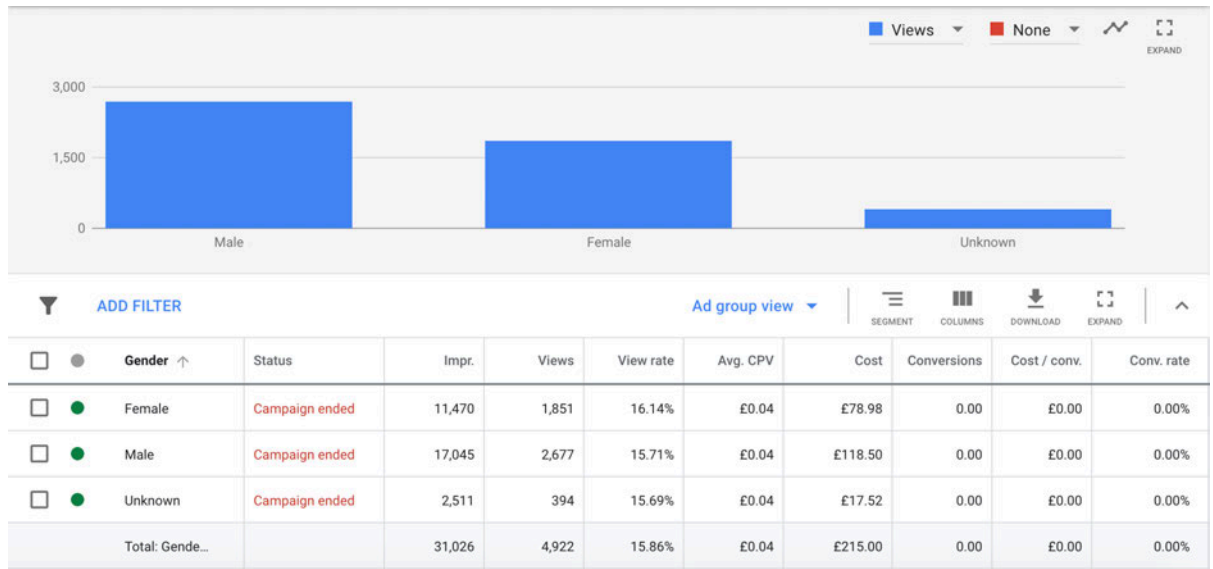 Views None
EXPAND
3,000
1,500
0
Male Female Unknown
ADD FILTER Ad group view SEGMENT COLUMNS DOWNLOAD EXPAND
Gender ↑ Status Impr. Views View rate Avg. CPV Cost Conversions Cost / conv. Conv. rate
Female Campaign ended 11,470 1,851 16.14% £0.04 £78.98 0.00 £0.00 0.00%
Male Campaign ended 17,045 2,677 15.71% £0.04 £118.50 0.00 £0.00 0.00%
Unknown Campaign ended 2,511 394 15.69% £0.04 £17.52 0.00 £0.00 0.00%
Total: Gende... 31,026 4,922 15.86% £0.04 £215.00 0.00 £0.00 0.00%